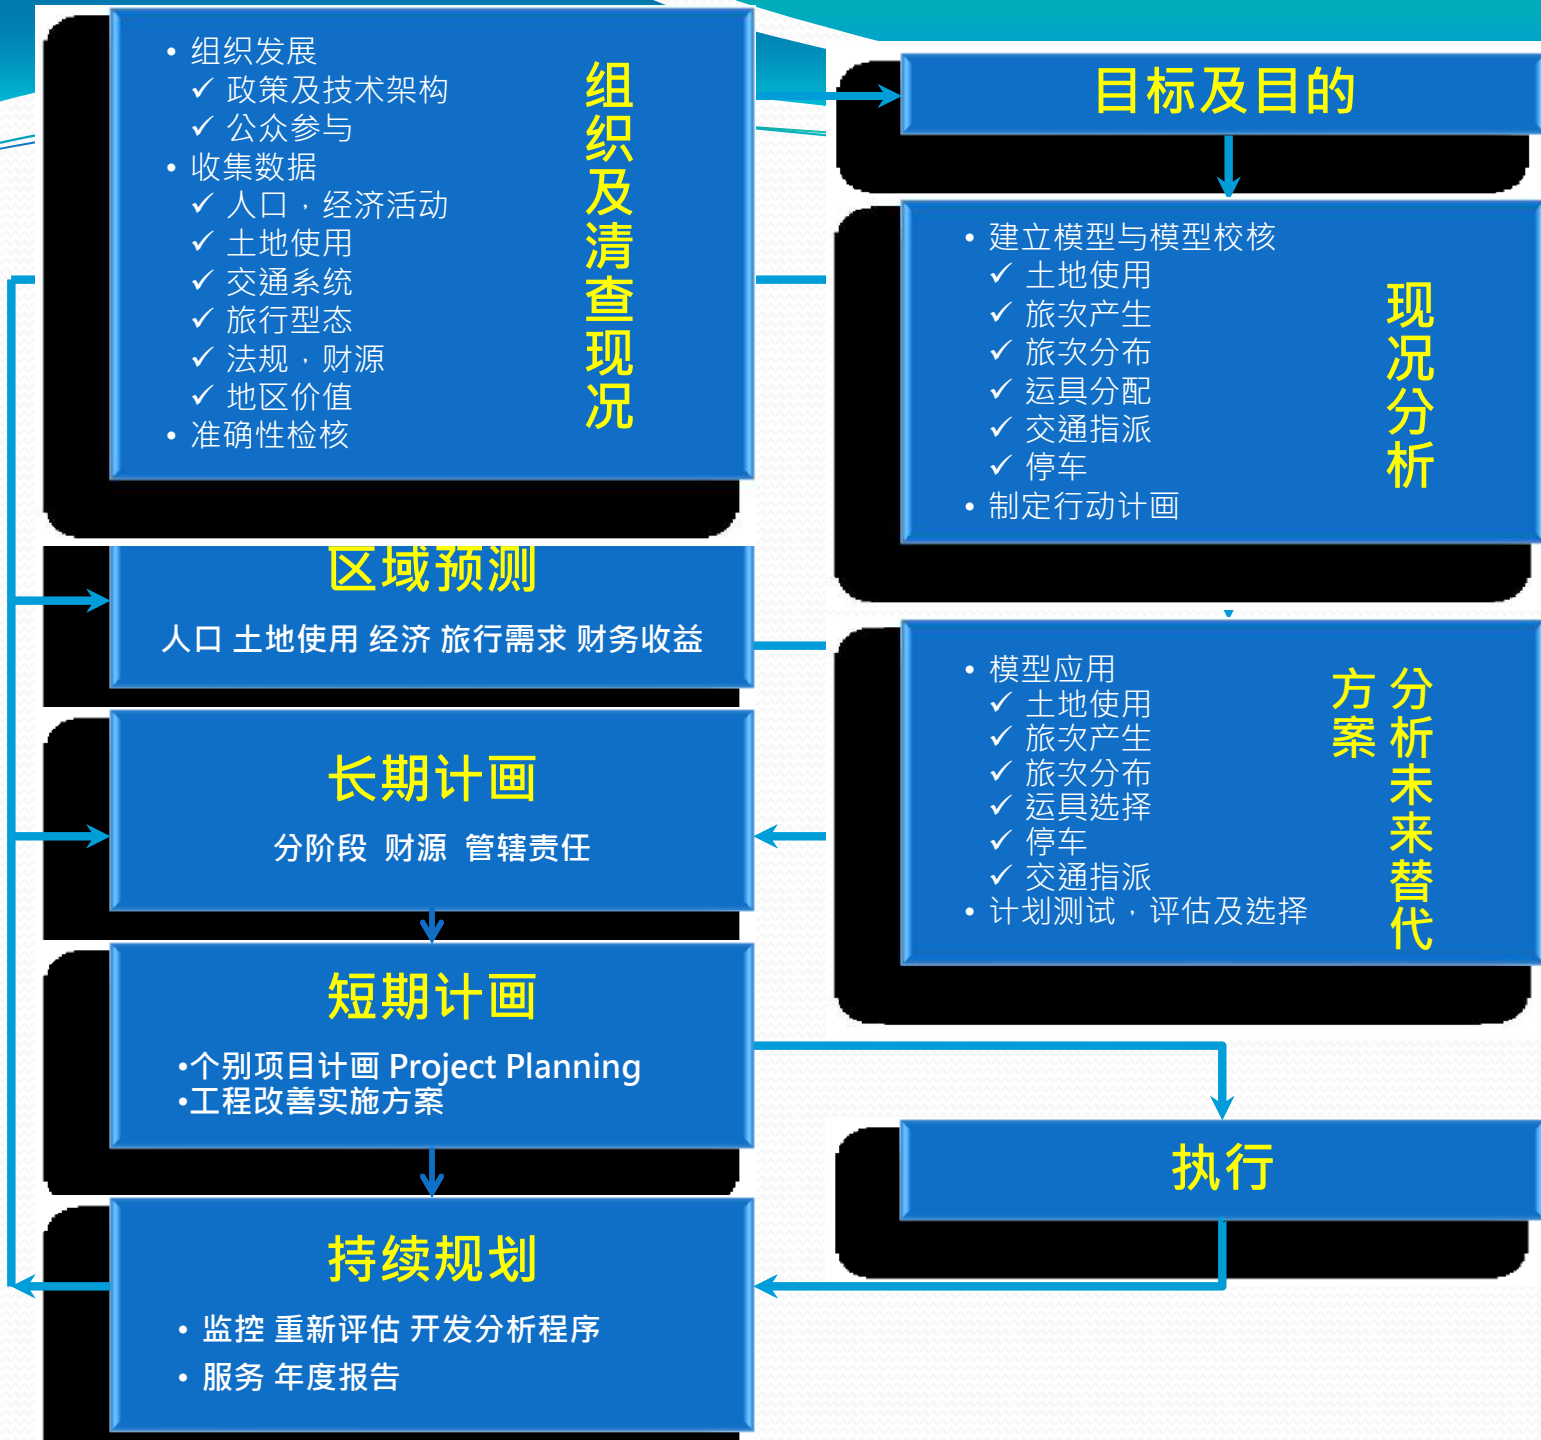 组织发展
政策及技术架构
公众参与
收集数据
人口，经济活动
土地使用
交通系统
旅行型态
法规，财源
地区价值
准确性检核
组织及清查现况
目标及目的
建立模型与模型校核
土地使用
旅次产生
旅次分布
运具分配
交通指派
停车
制定行动计画
现况分析
区域预测
人口 土地使用 经济 旅行需求 财务收益
模型应用
土地使用
旅次产生
旅次分布
运具选择
停车
交通指派
计划测试，评估及选择
分析未来替代
方案
长期计画
分阶段 财源 管辖责任
短期计画
•个别项目计画 Project Planning
•工程改善实施方案
执行
持续规划
• 监控 重新评估 开发分析程序
• 服务 年度报告